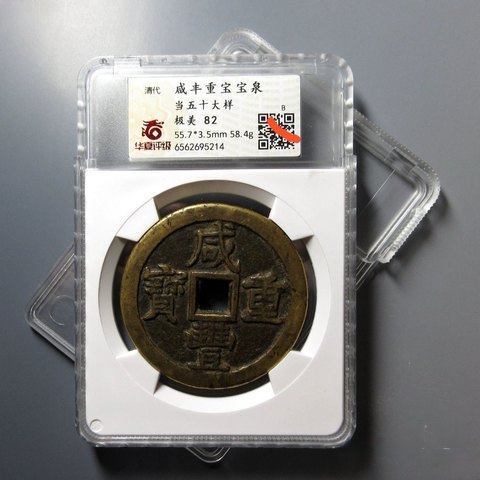 清代
咸丰重宝宝泉
当五十大样
极美 82
55.7*3.5mm 58.4g
6562695214
华夏评级
B
咸
豐
重
寶